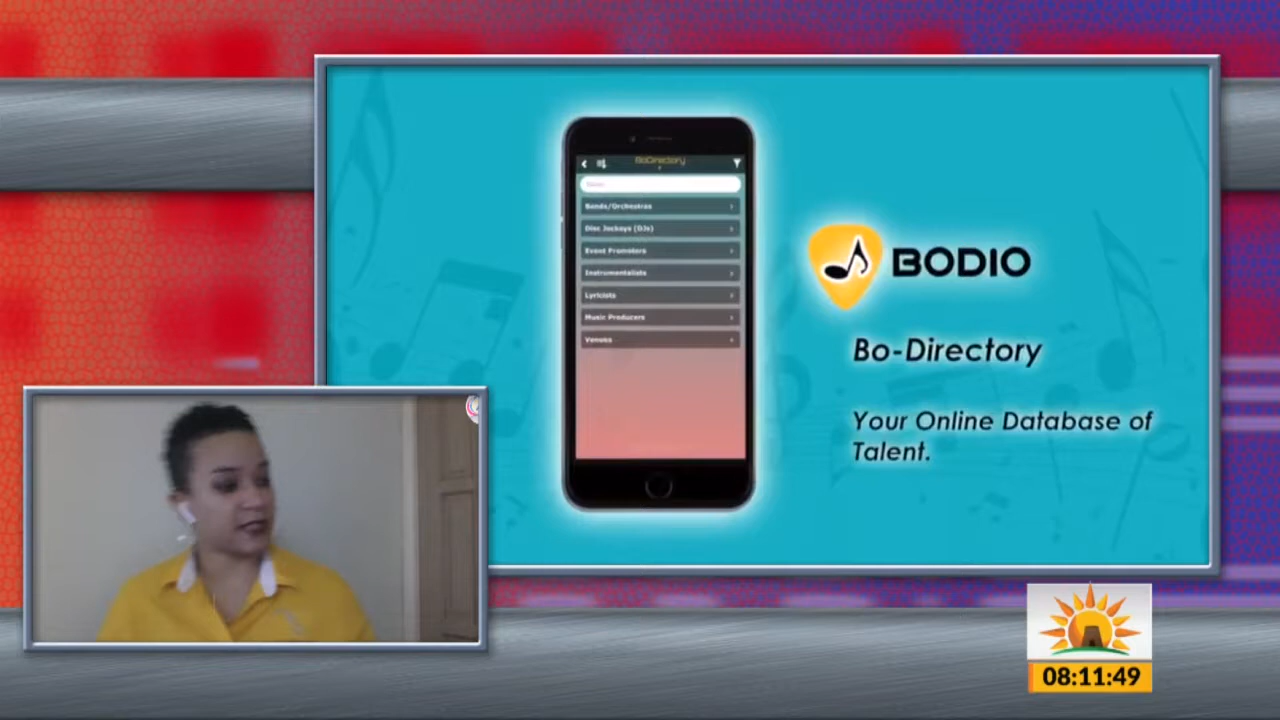 BoDirectory
Bands/Orchestras
Disc Jockeys (DJs)
Event Promoters
Instrumentalists
Lyricists
Music Producers
Venues
BODIO
Bo-Directory
Your Online Database of
Talent.
08:11:49